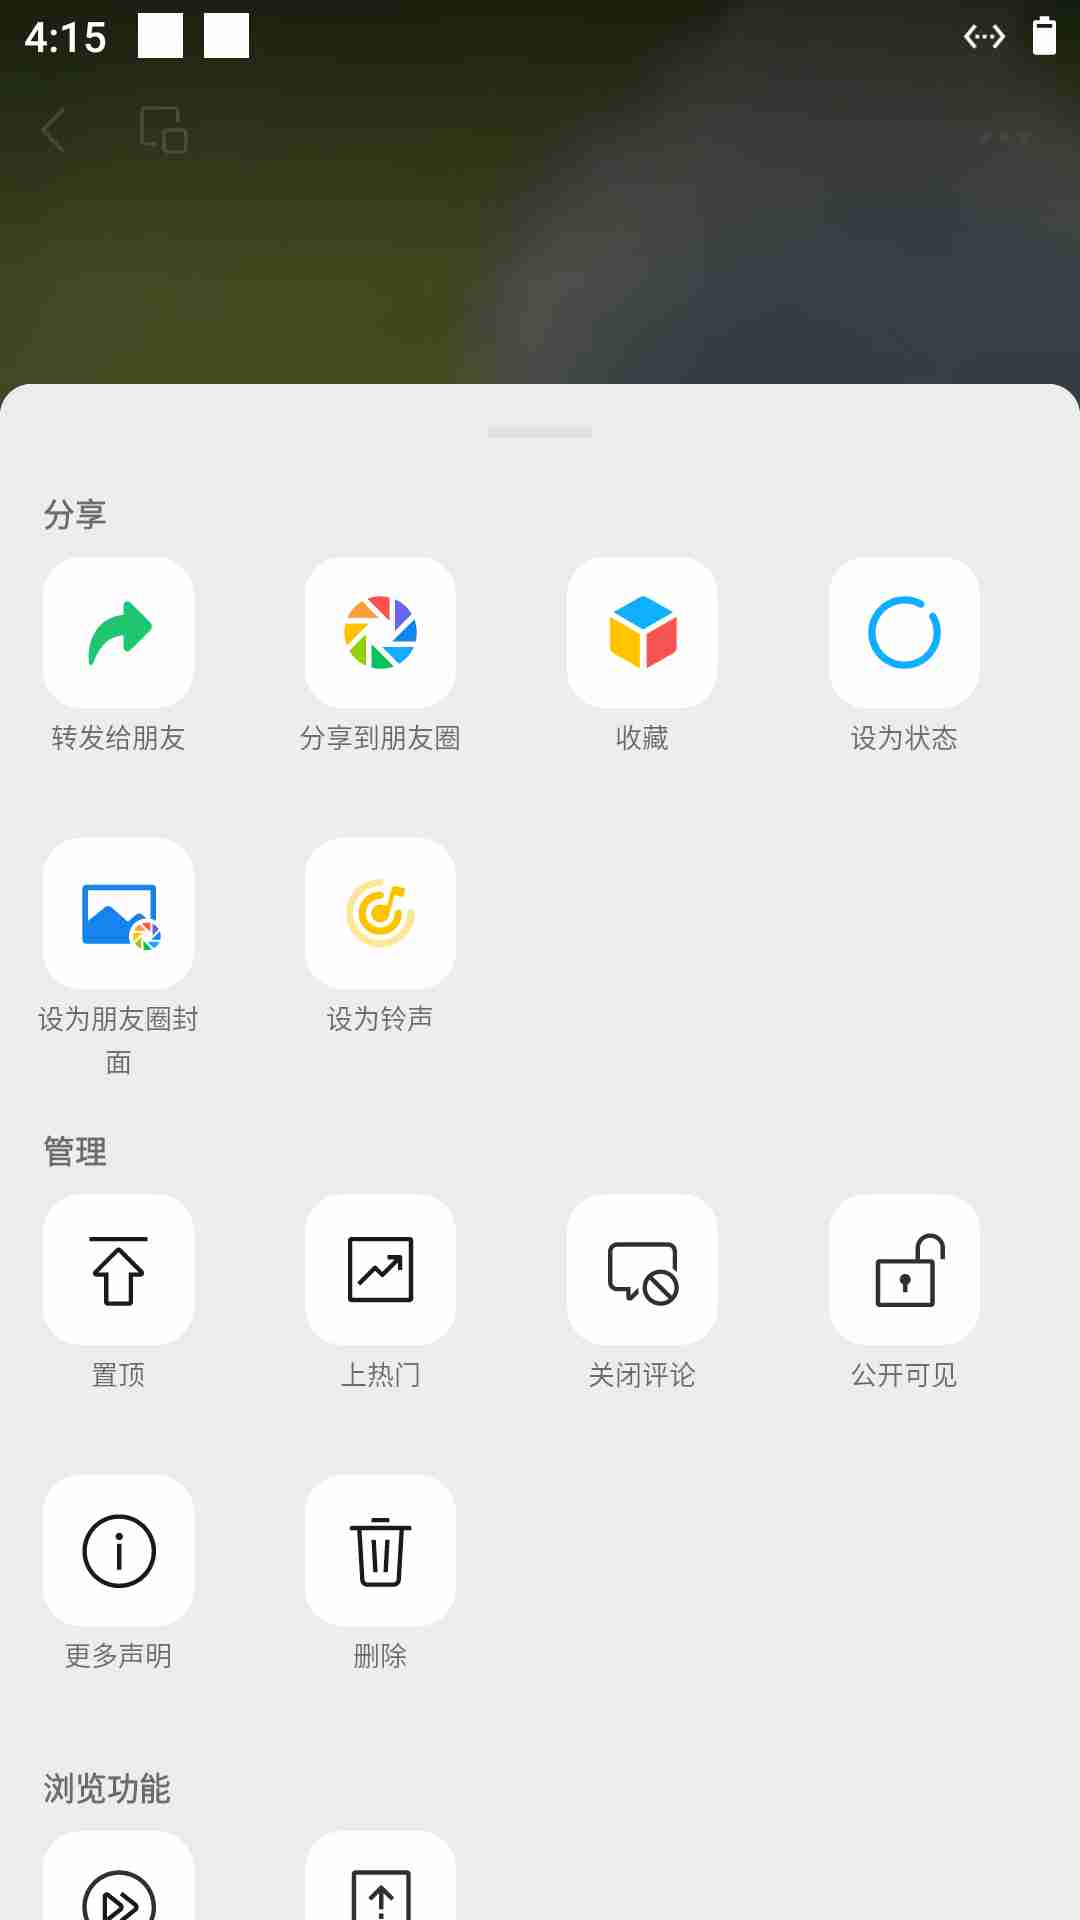 4:15
分享
转发给朋友
分享到朋友圈
收藏
设为状态
设为朋友圈封
面
设为铃声
管理
置顶
上热门
关闭评论
公开可见
更多声明
删除
浏览功能